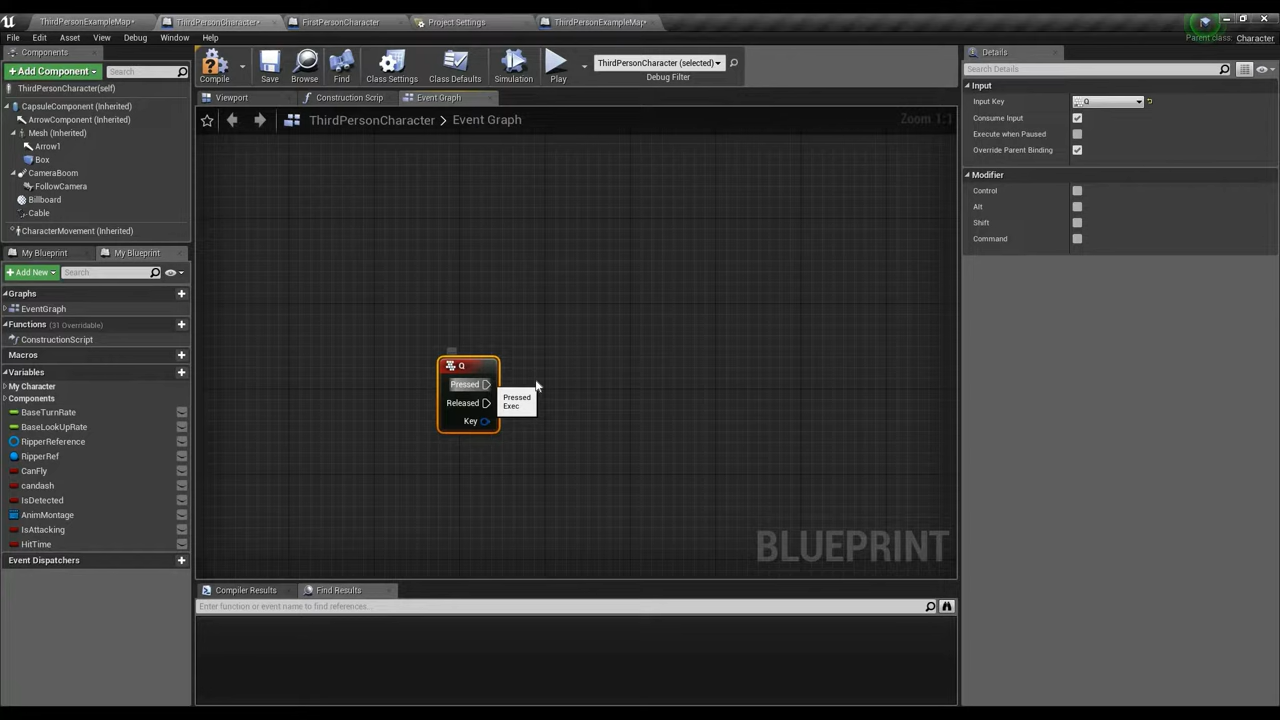 ThirdPersonExampleMap*
ThirdPersonCharacter*
FirstPersonCharacter
Project Settings
ThirdPersonExampleMap
File Edit Asset View Debug Window Help
Parent class: Character
Components
+Add Component
Search
ThirdPersonCharacter(self)
CapsuleComponent (Inherited)
ArrowComponent (Inherited)
Mesh (Inherited)
Arrow1
Box
CameraBoom
FollowCamera
Billboard
Cable
CharacterMovement (Inherited)
My Blueprint
My Blueprint
+Add New
Search
Graphs
EventGraph
Functions (31 Overridable)
ConstructionScript
Macros
Variables
My Character
Components
BaseTurnRate
BaseLookUpRate
RipperReference
RipperRef
CanFly
candash
IsDetected
AnimMontage
IsAttacking
HitTime
Event Dispatchers
Compile
Save
Browse
Find
Class Settings
Class Defaults
Simulation
Play
ThirdPersonCharacter (selected)
Debug Filter
Viewport
Construction Scrip
Event Graph
ThirdPersonCharacter > Event Graph
Zoom 1:1
Q
Pressed
Released
Key
Pressed
Exec
BLUEPRINT
Compiler Results
Find Results
Enter function or event name to find references...
Details
Search Details
Input
Input Key
Q
Consume Input
Execute when Paused
Override Parent Binding
Modifier
Control
Alt
Shift
Command